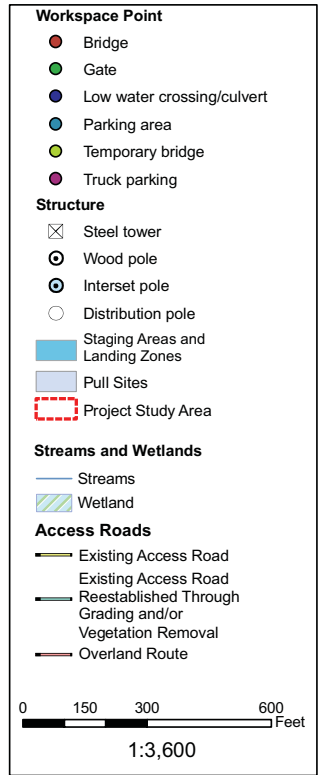 Workspace Point
Bridge
Gate
Low water crossing/culvert
Parking area
Temporary bridge
Truck parking
Structure
Steel tower
Wood pole
Interset pole
Distribution pole
Staging Areas and
Landing Zones
Pull Sites
Project Study Area
Streams and Wetlands
Streams
Wetland
Access Roads
Existing Access Road
Existing Access Road
Reestablished Through
Grading and/or
Vegetation Removal
Overland Route
0 150 300 600
Feet
1:3,600